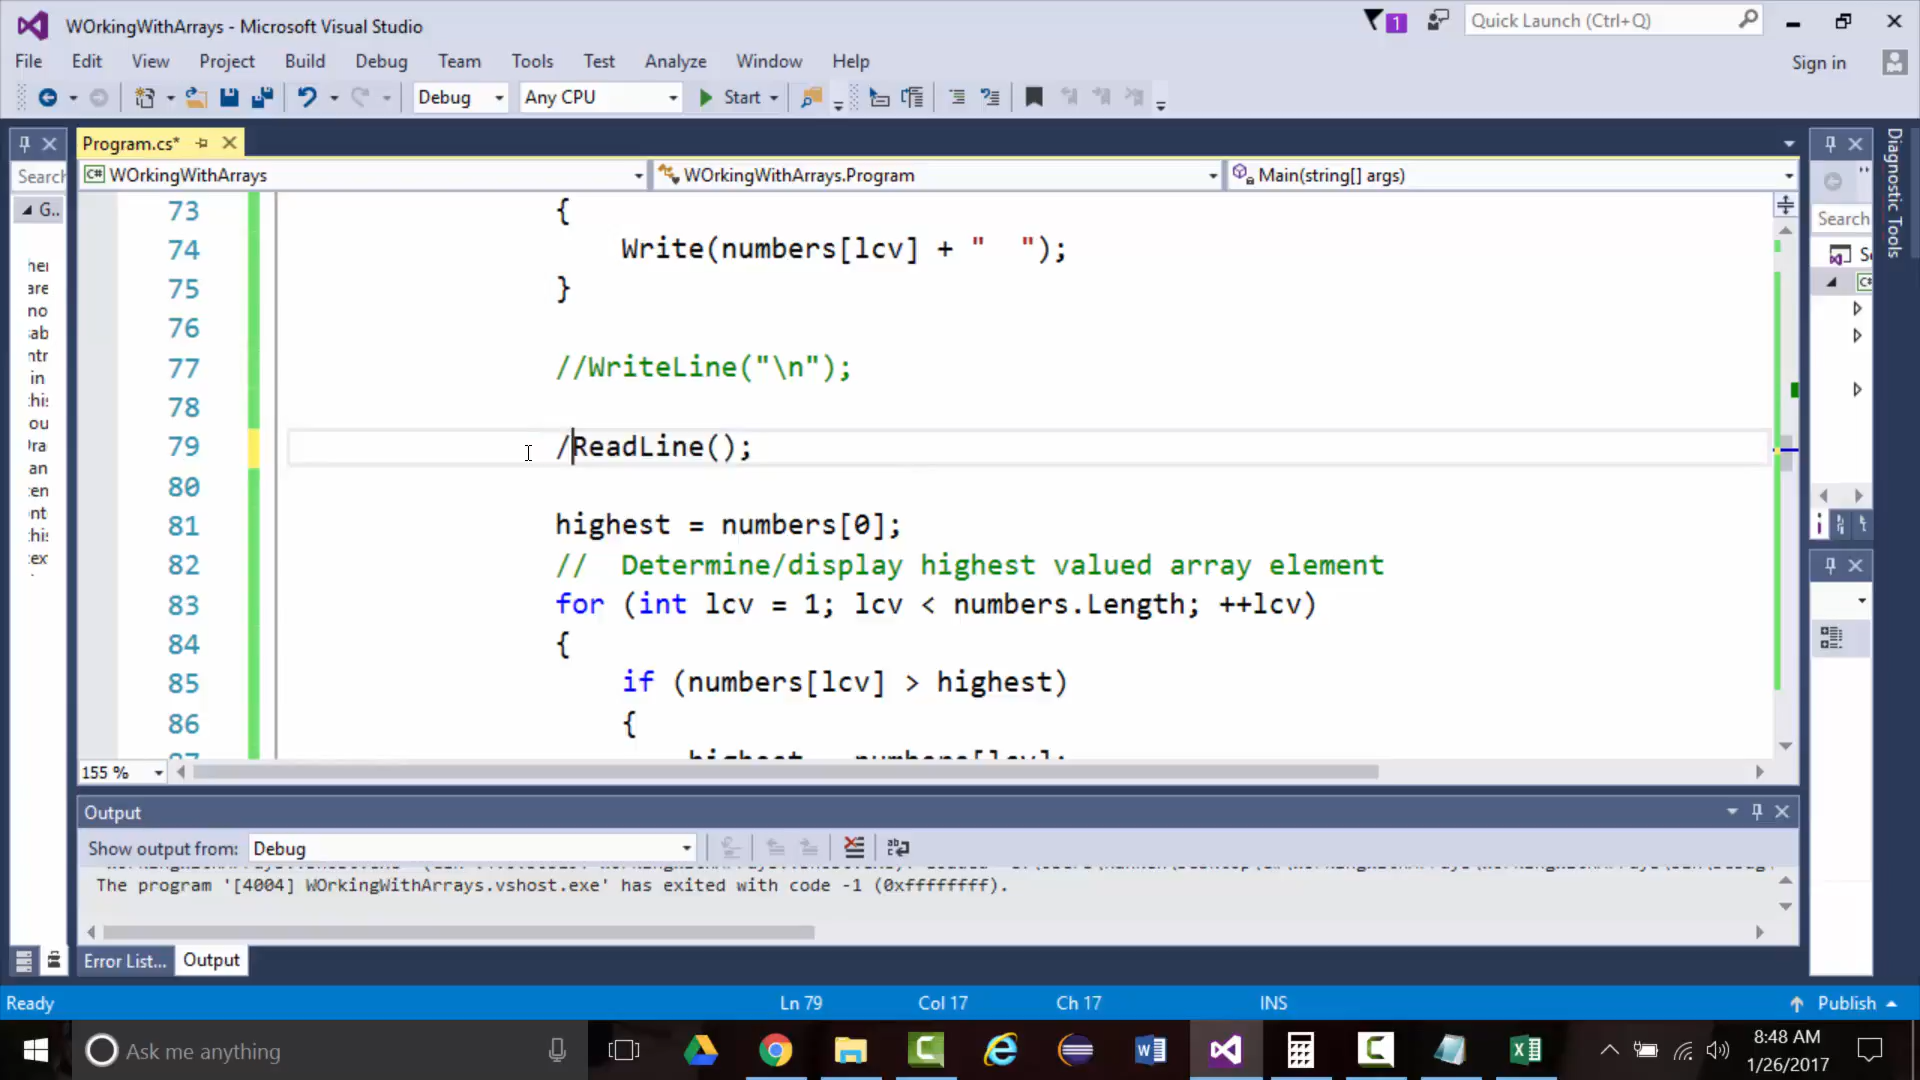 WOrkingWithArrays - Microsoft Visual Studio
1
Quick Launch (Ctrl+Q)
File Edit View Project Build Debug Team Tools Test Analyze Window Help
Sign in
Debug Any CPU Start
Program.cs*
Search
WOrkingWithArrays WOrkingWithArrays.Program Main(string[] args)
G..
Search
Diagnostic Tools
73 {
74 Write(numbers[lcv] + "  ");
75 }
76
77 //WriteLine("\n");
78
79 /ReadLine();
80
81 highest = numbers[0];
82 //  Determine/display highest valued array element
83 for (int lcv = 1; lcv < numbers.Length; ++lcv)
84 {
85 if (numbers[lcv] > highest)
86 {
87 highest = numbers[lcv];
155 %
Output
Show output from: Debug
The program '[4004] WOrkingWithArrays.vshost.exe' has exited with code -1 (0xffffffff).
Error List... Output
Ready Ln 79 Col 17 Ch 17 INS Publish
Ask me anything
8:48 AM
1/26/2017